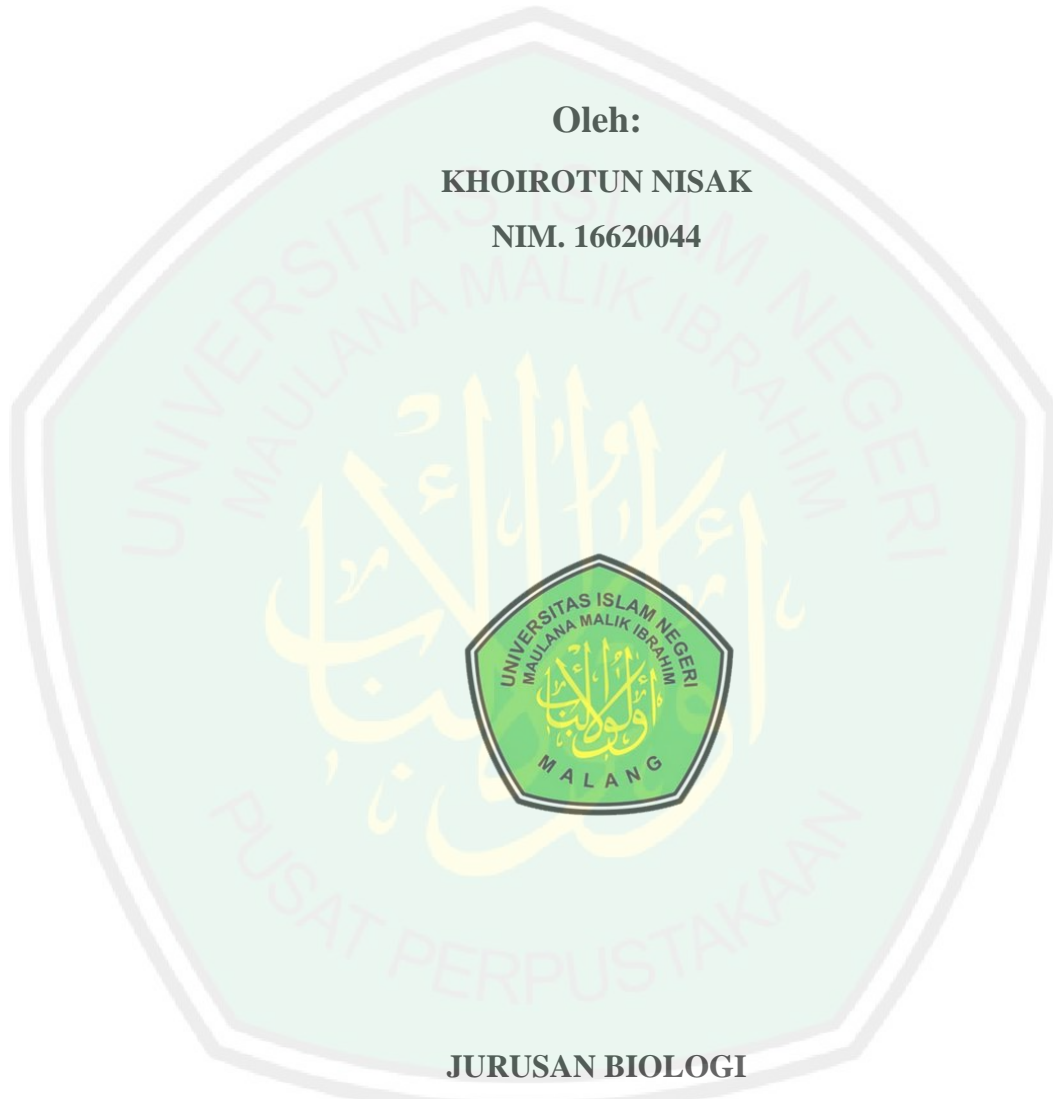 Oleh:
KHOIROTUN NISAK
NIM. 16620044
UNIVERSITAS ISLAM NEGERI
MAULANA MALIK IBRAHIM
UNIVERSITAS ISLAM NEGERI
MAULANA MALIK IBRAHIM
MALANG
PUSAT PERPUSTAKAAN
JURUSAN BIOLOGI